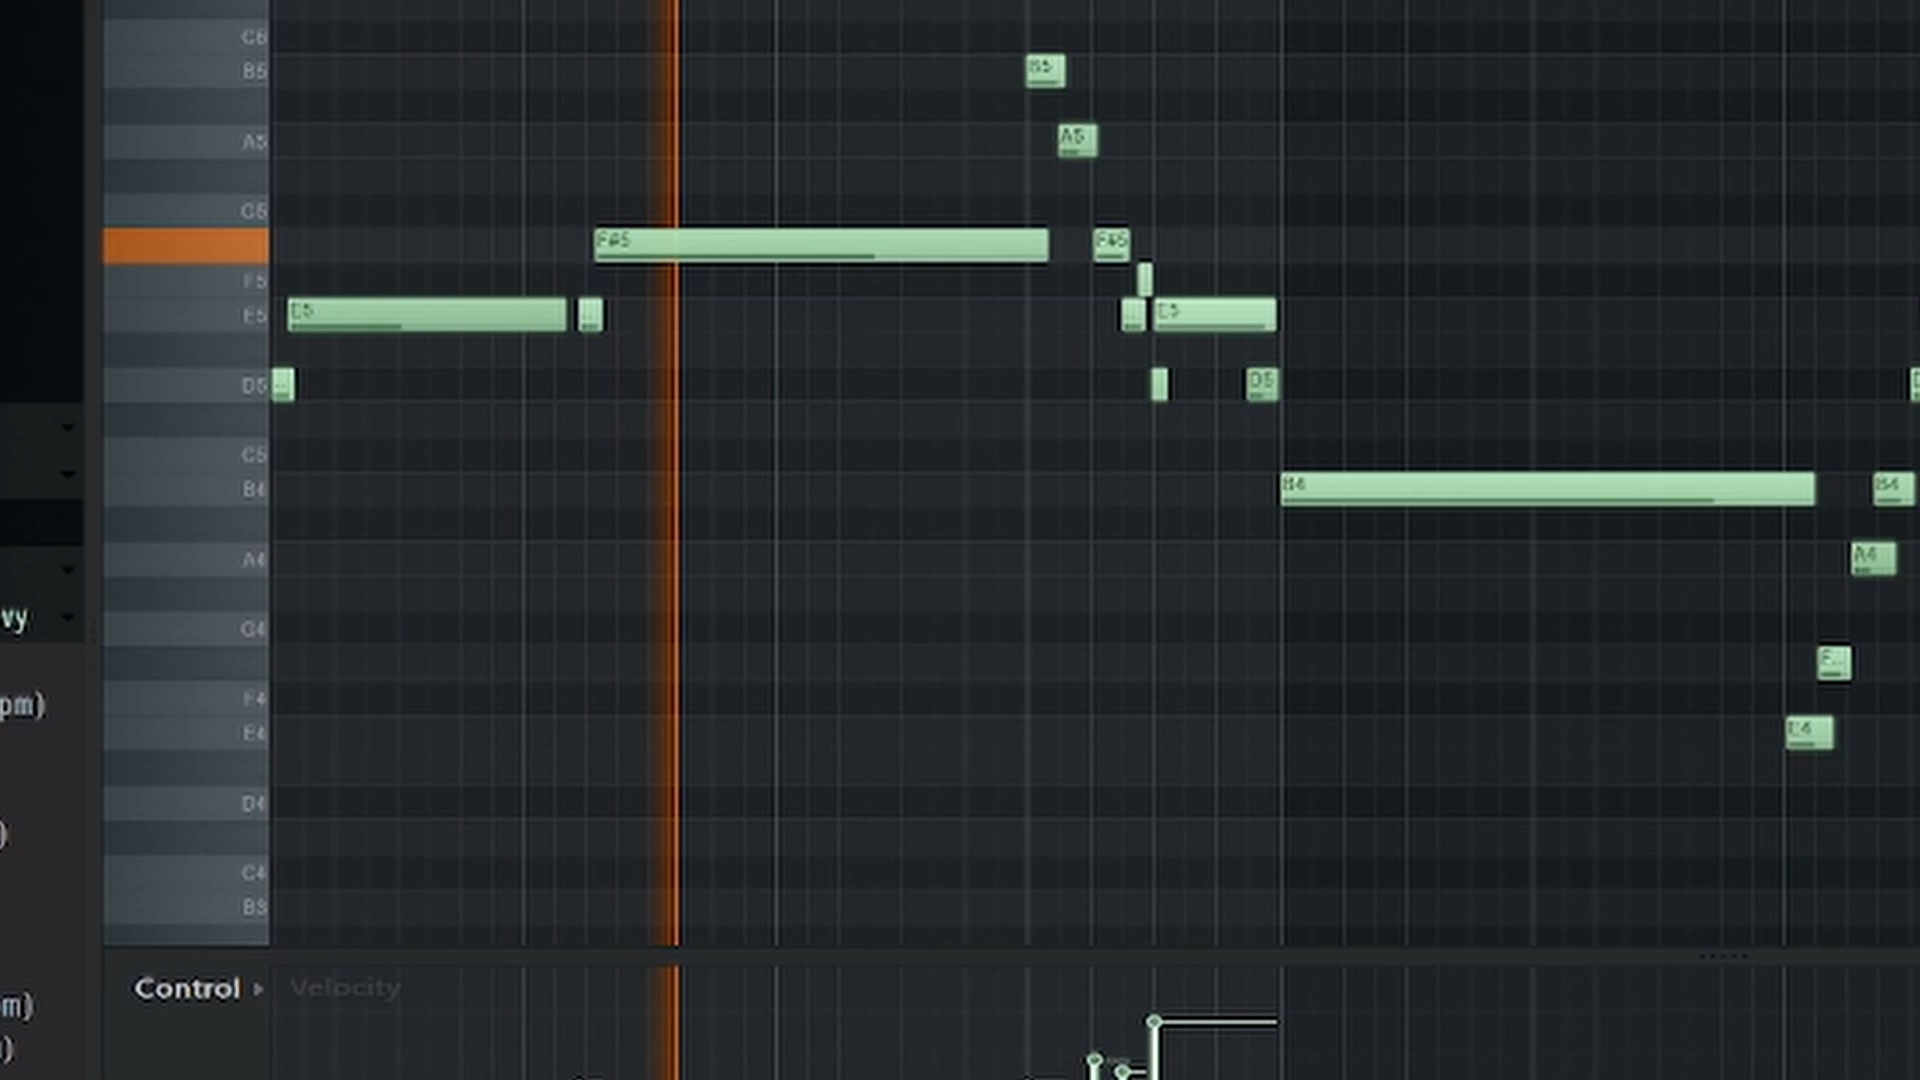 C6
B5
B5
A5
A5
G5
F#5
F#5
F5
E5
E5
...
...
E5
D5
...
D5
C5
B4
B4
B4
A4
A4
G4
F...
F4
E4
E4
D4
C4
B3
vy
pm)
)
m)
)
Control
Velocity